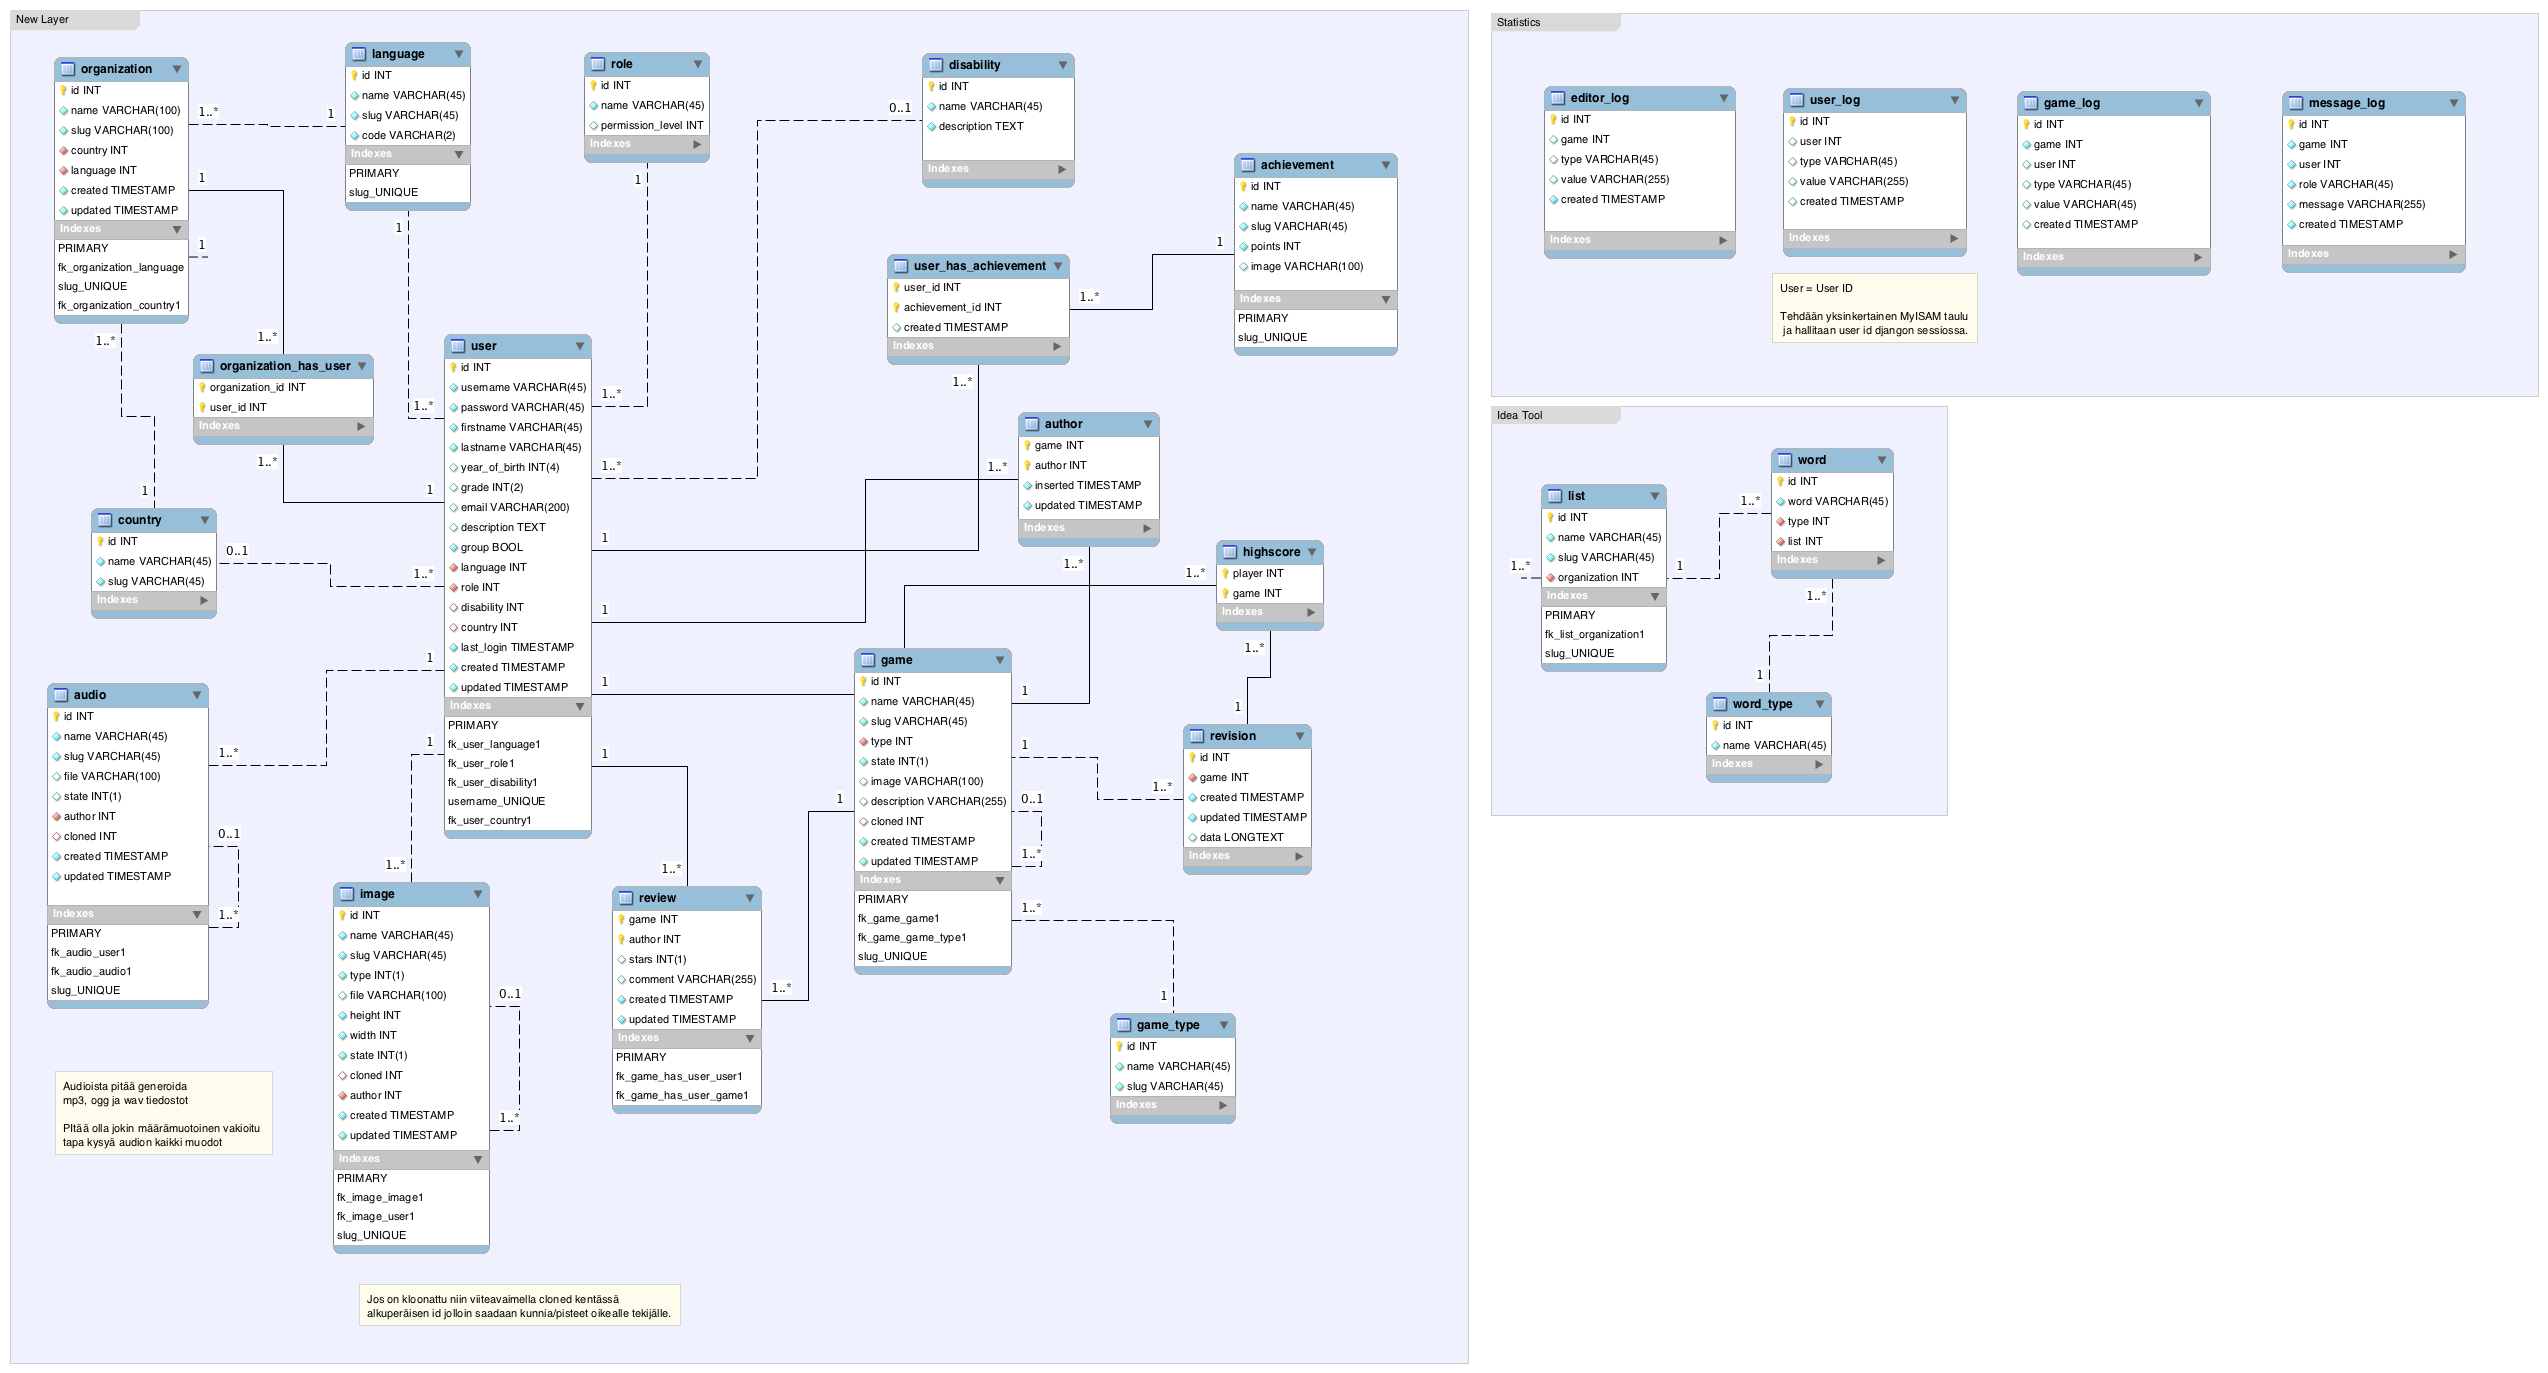 New Layer
organization
id INT
name VARCHAR(100)
slug VARCHAR(100)
country INT
language INT
created TIMESTAMP
updated TIMESTAMP
Indexes
PRIMARY
fk_organization_language
slug_UNIQUE
fk_organization_country1
1..*
1
1
1
1..*
language
id INT
name VARCHAR(45)
slug VARCHAR(45)
code VARCHAR(2)
Indexes
PRIMARY
slug_UNIQUE
1
1..*
role
id INT
name VARCHAR(45)
permission_level INT
Indexes
1
1..*
disability
id INT
name VARCHAR(45)
description TEXT
Indexes
0..1
1..*
achievement
id INT
name VARCHAR(45)
slug VARCHAR(45)
points INT
image VARCHAR(100)
Indexes
PRIMARY
slug_UNIQUE
1
user_has_achievement
user_id INT
achievement_id INT
created TIMESTAMP
Indexes
1..*
1..*
organization_has_user
organization_id INT
user_id INT
Indexes
1..*
1..*
1
user
id INT
username VARCHAR(45)
password VARCHAR(45)
firstname VARCHAR(45)
lastname VARCHAR(45)
year_of_birth INT(4)
grade INT(2)
email VARCHAR(200)
description TEXT
group BOOL
language INT
role INT
disability INT
country INT
last_login TIMESTAMP
created TIMESTAMP
updated TIMESTAMP
Indexes
PRIMARY
fk_user_language1
fk_user_role1
fk_user_disability1
username_UNIQUE
fk_user_country1
1
1
1
1
1
1
author
game INT
author INT
inserted TIMESTAMP
updated TIMESTAMP
Indexes
1..*
1..*
country
id INT
name VARCHAR(45)
slug VARCHAR(45)
Indexes
1
0..1
1..*
highscore
player INT
game INT
Indexes
1..*
1..*
game
id INT
name VARCHAR(45)
slug VARCHAR(45)
type INT
state INT(1)
image VARCHAR(100)
description VARCHAR(255)
cloned INT
created TIMESTAMP
updated TIMESTAMP
Indexes
PRIMARY
fk_game_game1
fk_game_game_type1
slug_UNIQUE
1
1
0..1
1..*
1..*
1
revision
id INT
game INT
created TIMESTAMP
updated TIMESTAMP
data LONGTEXT
Indexes
1
1..*
audio
id INT
name VARCHAR(45)
slug VARCHAR(45)
file VARCHAR(100)
state INT(1)
author INT
cloned INT
created TIMESTAMP
updated TIMESTAMP
Indexes
PRIMARY
fk_audio_user1
fk_audio_audio1
slug_UNIQUE
1..*
0..1
1..*
image
id INT
name VARCHAR(45)
slug VARCHAR(45)
type INT(1)
file VARCHAR(100)
height INT
width INT
state INT(1)
cloned INT
author INT
created TIMESTAMP
updated TIMESTAMP
Indexes
PRIMARY
fk_image_image1
fk_image_user1
slug_UNIQUE
1..*
0..1
1..*
review
game INT
author INT
stars INT(1)
comment VARCHAR(255)
created TIMESTAMP
updated TIMESTAMP
Indexes
PRIMARY
fk_game_has_user_user1
fk_game_has_user_game1
1..*
1..*
game_type
id INT
name VARCHAR(45)
slug VARCHAR(45)
Indexes
1
Audioista pitää generoida
mp3, ogg ja wav tiedostot
PItää olla jokin määrämuotoinen vakioitu
tapa kysyä audion kaikki muodot
Jos on kloonattu niin viiteavaimella cloned kentässä
alkuperäisen id jolloin saadaan kunnia/pisteet oikealle tekijälle.
Statistics
editor_log
id INT
game INT
type VARCHAR(45)
value VARCHAR(255)
created TIMESTAMP
Indexes
user_log
id INT
user INT
type VARCHAR(45)
value VARCHAR(255)
created TIMESTAMP
Indexes
game_log
id INT
game INT
user INT
type VARCHAR(45)
value VARCHAR(45)
created TIMESTAMP
Indexes
message_log
id INT
game INT
user INT
role VARCHAR(45)
message VARCHAR(255)
created TIMESTAMP
Indexes
User = User ID
Tehdään yksinkertainen MyISAM taulu
ja hallitaan user id djangon sessiossa.
Idea Tool
list
id INT
name VARCHAR(45)
slug VARCHAR(45)
organization INT
Indexes
PRIMARY
fk_list_organization1
slug_UNIQUE
1..*
1
word
id INT
word VARCHAR(45)
type INT
list INT
Indexes
1..*
1..*
word_type
id INT
name VARCHAR(45)
Indexes
1